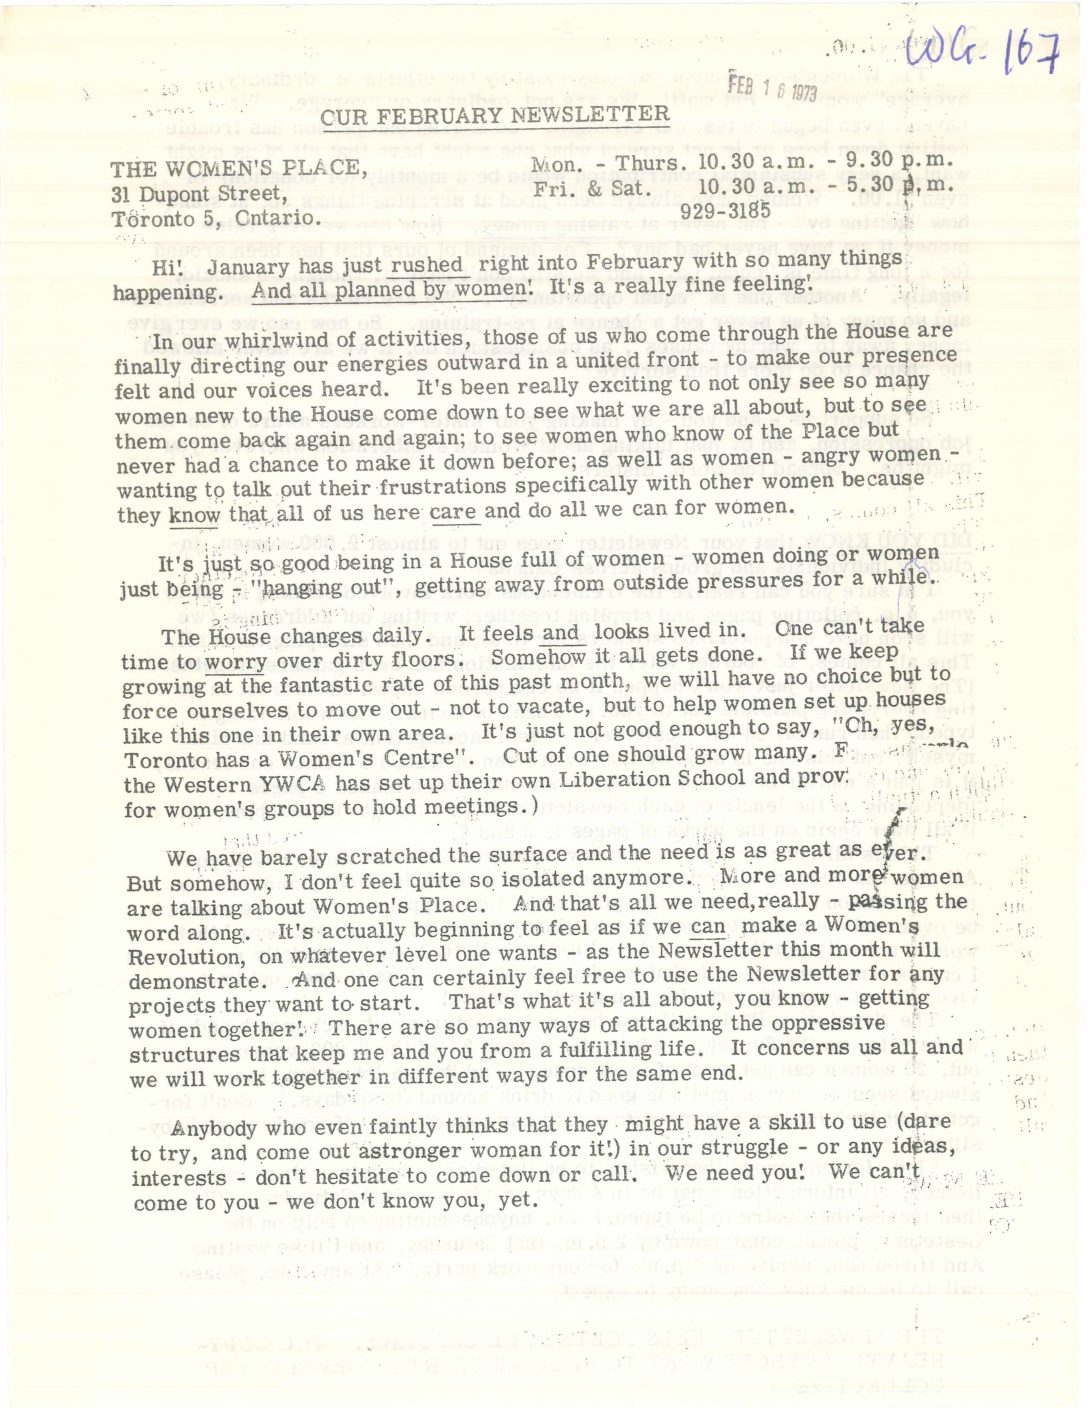 WG-167
FEB 16 1973
OUR FEBRUARY NEWSLETTER
THE WOMEN'S PLACE, Mon. - Thurs. 10.30 a.m. - 9.30 p.m.
31 Dupont Street, Fri. & Sat. 10.30 a.m. - 5.30 p.m.
Toronto 5, Ontario. 929-3185
Hi! January has just rushed right into February with so many things
happening. And all planned by women! It's a really fine feeling!
In our whirlwind of activities, those of us who come through the House are
finally directing our energies outward in a united front - to make our presence
felt and our voices heard. It's been really exciting to not only see so many
women new to the House come down to see what we are all about, but to see
them come back again and again; to see women who know of the Place but
never had a chance to make it down before; as well as women - angry women -
wanting to talk out their frustrations specifically with other women because
they know that all of us here care and do all we can for women.
It's just so good being in a House full of women - women doing or women
just being - "hanging out", getting away from outside pressures for a while.
The House changes daily. It feels and looks lived in. One can't take
time to worry over dirty floors. Somehow it all gets done. If we keep
growing at the fantastic rate of this past month, we will have no choice but to
force ourselves to move out - not to vacate, but to help women set up houses
like this one in their own area. It's just not good enough to say, "Oh, yes,
Toronto has a Women's Centre". Out of one should grow many.
the Western YWCA has set up their own Liberation School and
for women's groups to hold meetings.)
We have barely scratched the surface and the need is as great as ever.
But somehow, I don't feel quite so isolated anymore. More and more women
are talking about Women's Place. And that's all we need, really - passing the
word along. It's actually beginning to feel as if we can make a Women's
Revolution, on whatever level one wants - as the Newsletter this month will
demonstrate. And one can certainly feel free to use the Newsletter for any
projects they want to start. That's what it's all about, you know - getting
women together! There are so many ways of attacking the oppressive
structures that keep me and you from a fulfilling life. It concerns us all and
we will work together in different ways for the same end.
Anybody who even faintly thinks that they might have a skill to use (dare
to try, and come out a stronger woman for it!) in our struggle - or any ideas,
interests - don't hesitate to come down or call. We need you! We can't
come to you - we don't know you, yet.